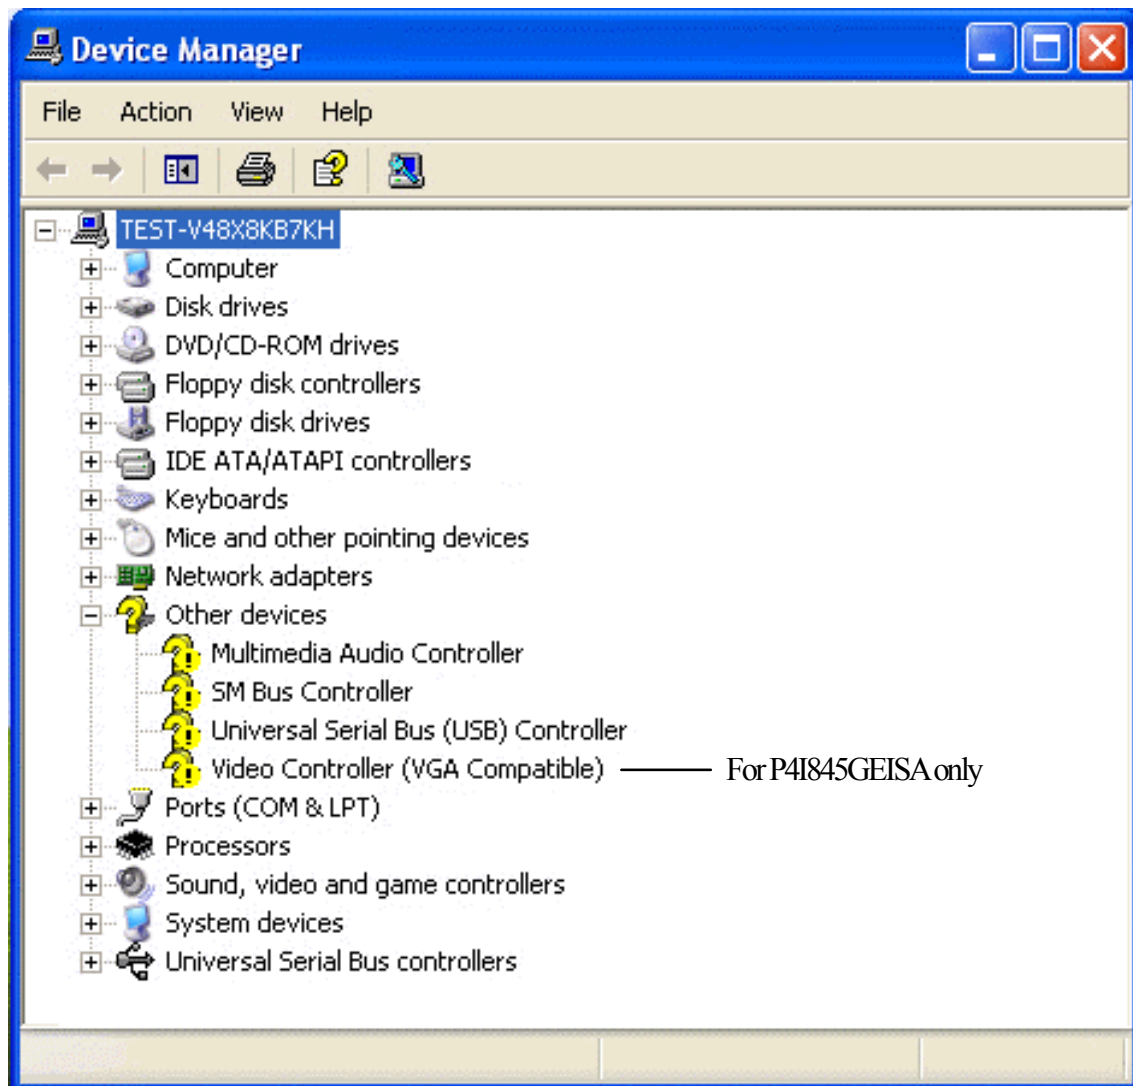 Device Manager
File Action View Help
TEST-V48X8KB7KH
Computer
Disk drives
DVD/CD-ROM drives
Floppy disk controllers
Floppy disk drives
IDE ATA/ATAPI controllers
Keyboards
Mice and other pointing devices
Network adapters
Other devices
Multimedia Audio Controller
SM Bus Controller
Universal Serial Bus (USB) Controller
Video Controller (VGA Compatible) For P4I845GEISA only
Ports (COM & LPT)
Processors
Sound, video and game controllers
System devices
Universal Serial Bus controllers